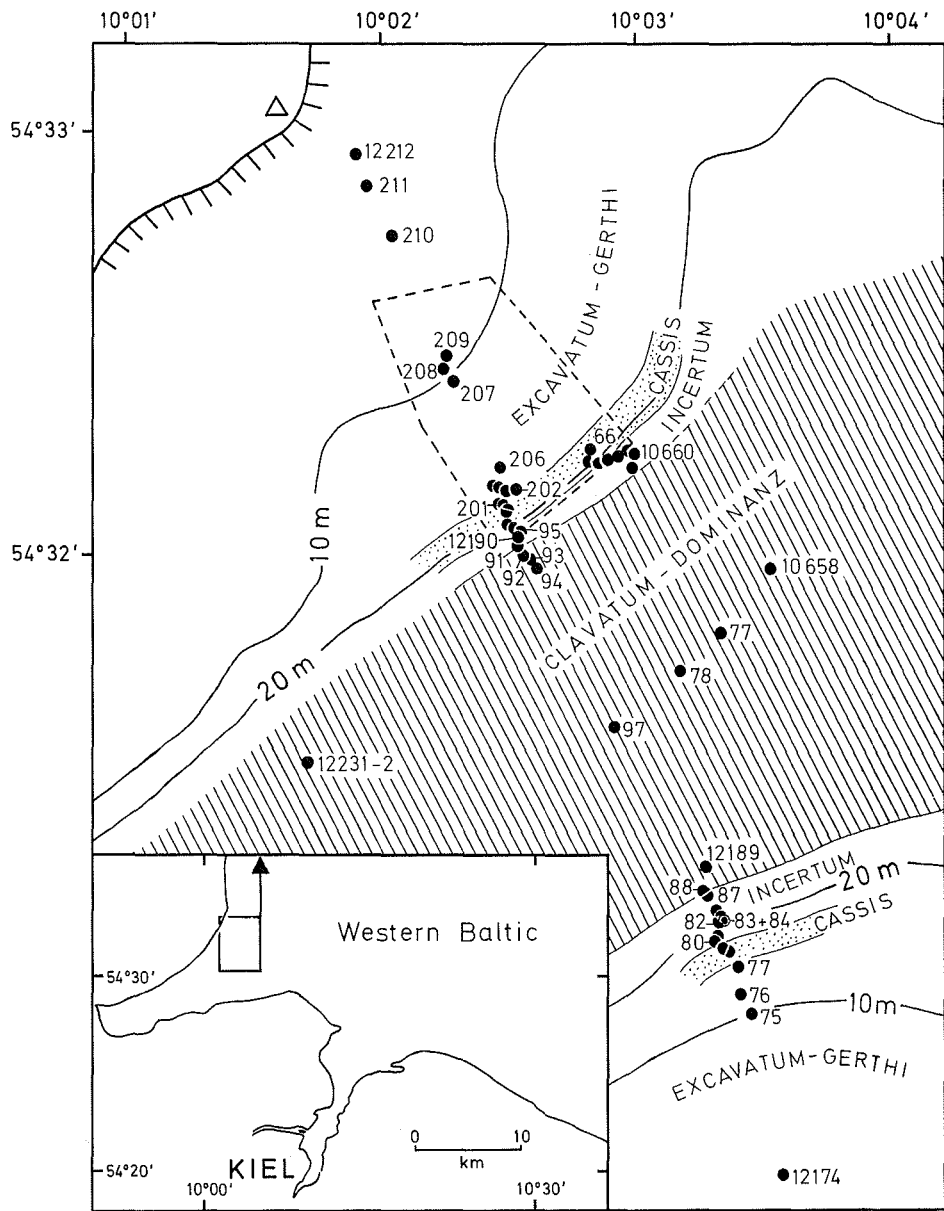 10°01' 10°02' 10°03' 10°04'
54°33'
12212
211
210
EXCAVATUM-GERTHI
209
208
207
CASSIS
INCERTUM
66
10660
206
202
201
95
12190
54°32'
91
93
92
94
10 m
CLAVATUM-DOMINANZ
10658
77
78
20 m
97
12231-2
12189
88
87
INCERTUM
20 m
82
83+84
CASSIS
80
77
76
75
10m
EXCAVATUM-GERTHI
12174
Western Baltic
54°30'
0 10
km
54°20'
KIEL
10°00' 10°30'